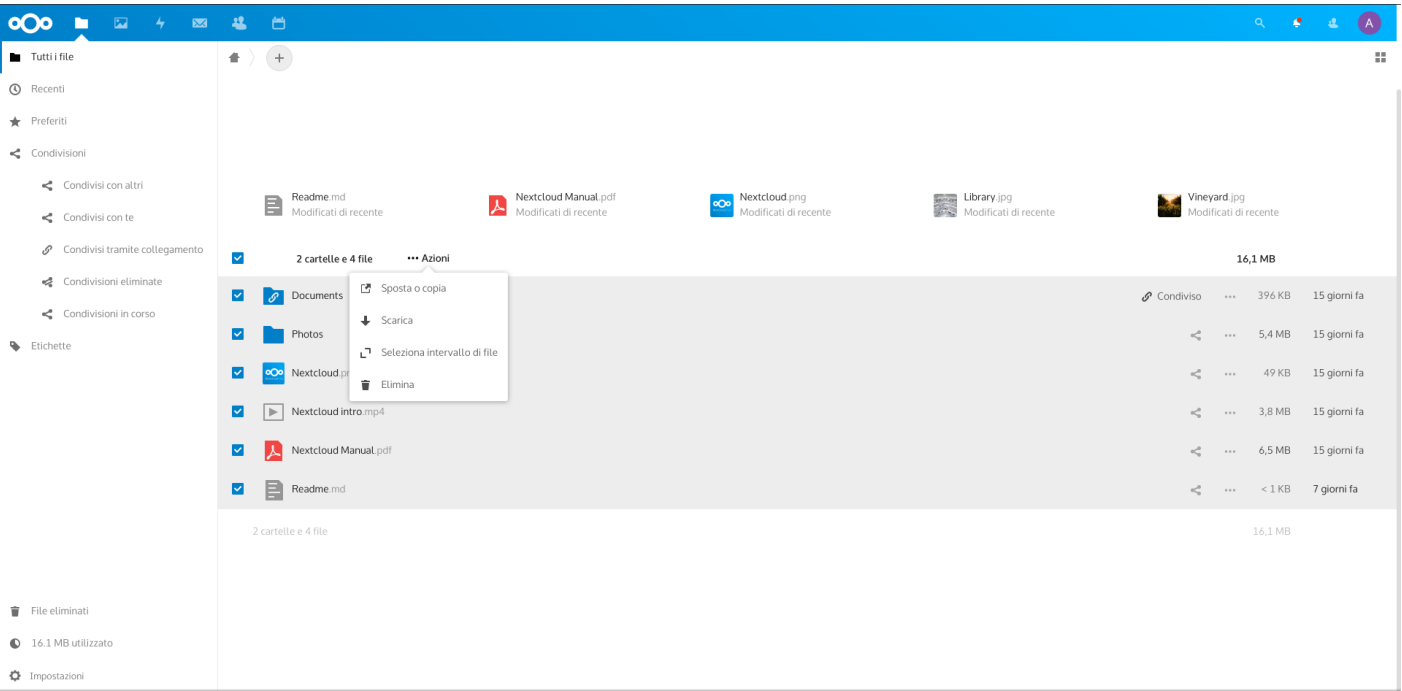 A
Tutti i file
Recenti
Preferiti
Condivisioni
Condivisi con altri
Condivisi con te
Condivisi tramite collegamento
Condivisioni eliminate
Condivisioni in corso
Etichette
File eliminati
16.1 MB utilizzato
Impostazioni
+
Readme.md
Modificati di recente
Nextcloud Manual.pdf
Modificati di recente
Nextcloud.png
Modificati di recente
Library.jpg
Modificati di recente
Vineyard.jpg
Modificati di recente
2 cartelle e 4 file ••• Azioni 16,1 MB
Sposta o copia
Scarica
Seleziona intervallo di file
Elimina
Documents Condiviso ••• 396 KB 15 giorni fa
Photos ••• 5,4 MB 15 giorni fa
Nextcloud.p ••• 49 KB 15 giorni fa
Nextcloud intro.mp4 ••• 3,8 MB 15 giorni fa
Nextcloud Manual.pdf ••• 6,5 MB 15 giorni fa
Readme.md ••• < 1 KB 7 giorni fa
2 cartelle e 4 file 16,1 MB